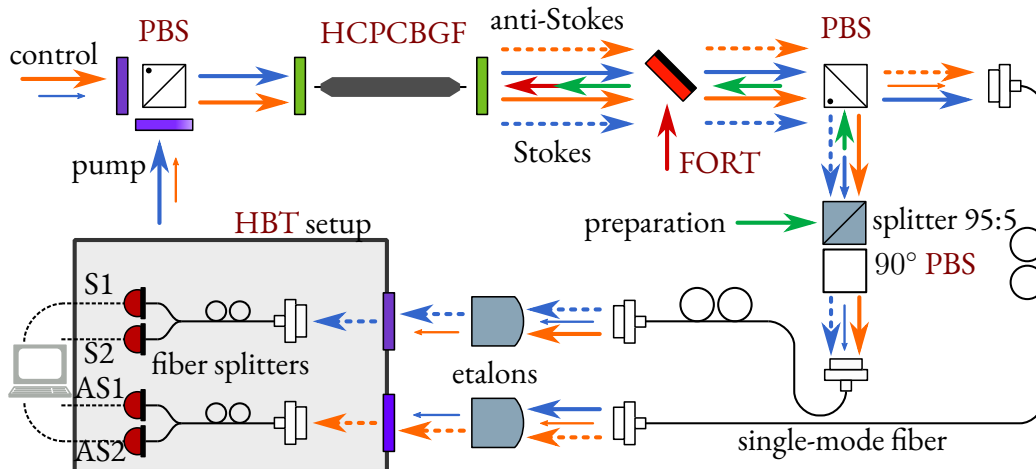 anti-Stokes
PBS
HCPCBGF
PBS
control
Stokes
pump
FORT
preparation
splitter 95:5
HBT setup
90° PBS
S1
S2
fiber splitters
etalons
AS1
AS2
single-mode fiber